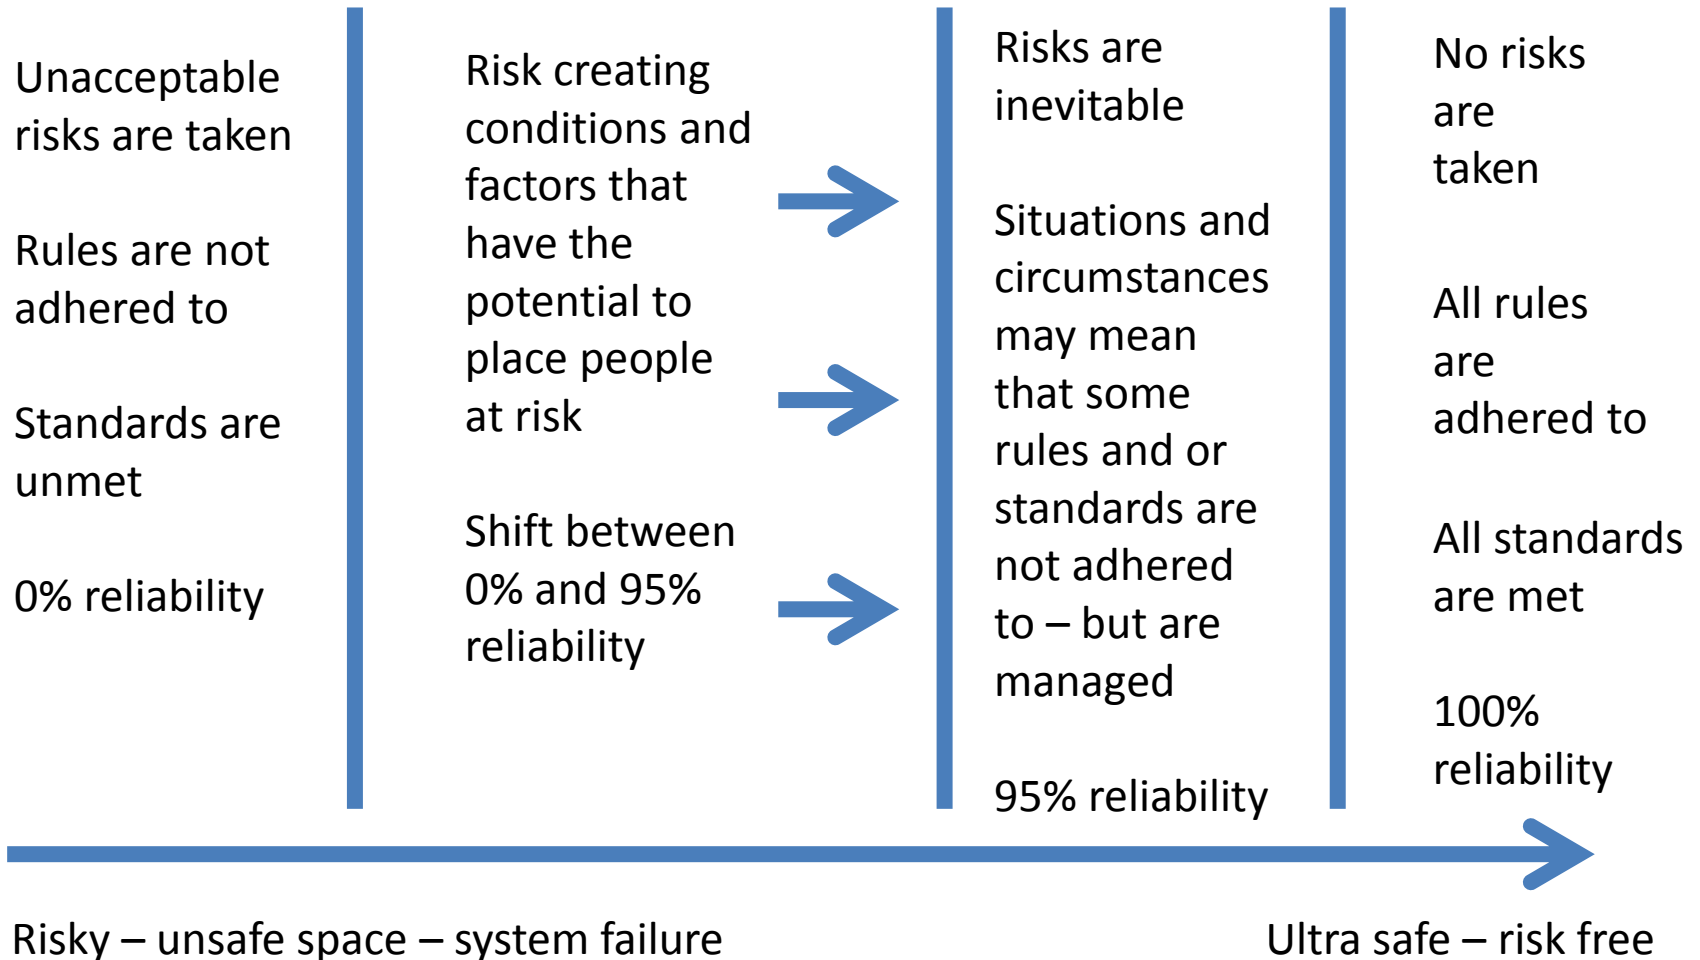 Unacceptable
risks are taken
Rules are not
adhered to
Standards are
unmet
0% reliability
Risk creating
conditions and
factors that
have the
potential to
place people
at risk
Shift between
0% and 95%
reliability
Risks are
inevitable
Situations and
circumstances
may mean
that some
rules and or
standards are
not adhered
to – but are
managed
95% reliability
No risks
are
taken
All rules
are
adhered to
All standards
are met
100%
reliability
Risky – unsafe space – system failure
Ultra safe – risk free